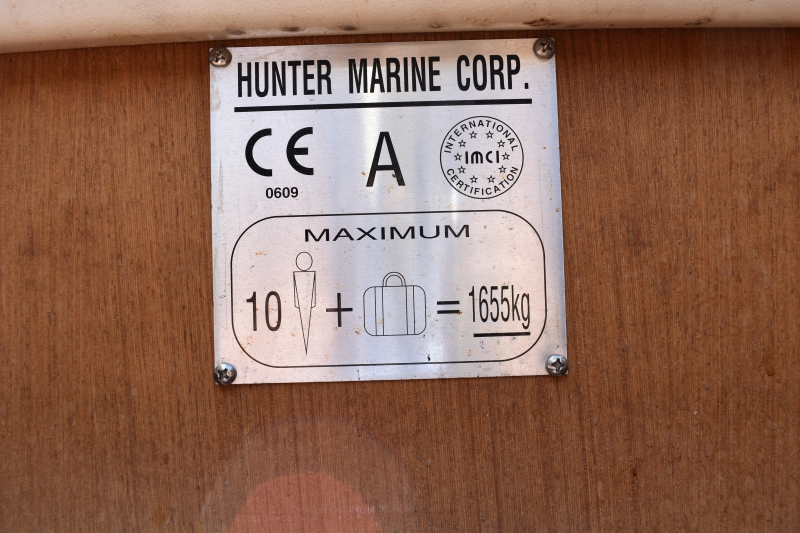 HUNTER MARINE CORP.
CE A INTERNATIONAL IMCI CERTIFICATION
0609
MAXIMUM
10 + = 1655kg